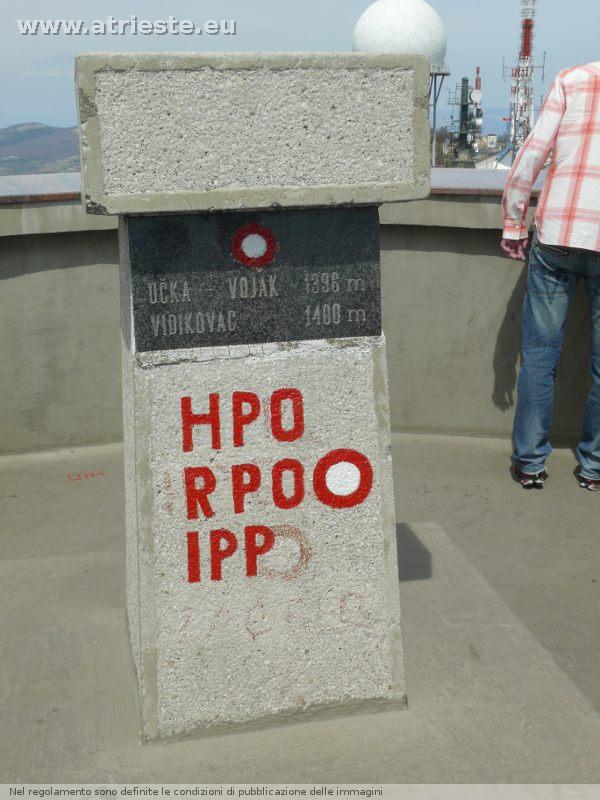 www.atrieste.eu
UČKA - VOJAK 1396 m
VIDIKOVAC 1400 m
HPO
RPO
IPP
Nel regolamento sono definite le condizioni di pubblicazione delle immagini